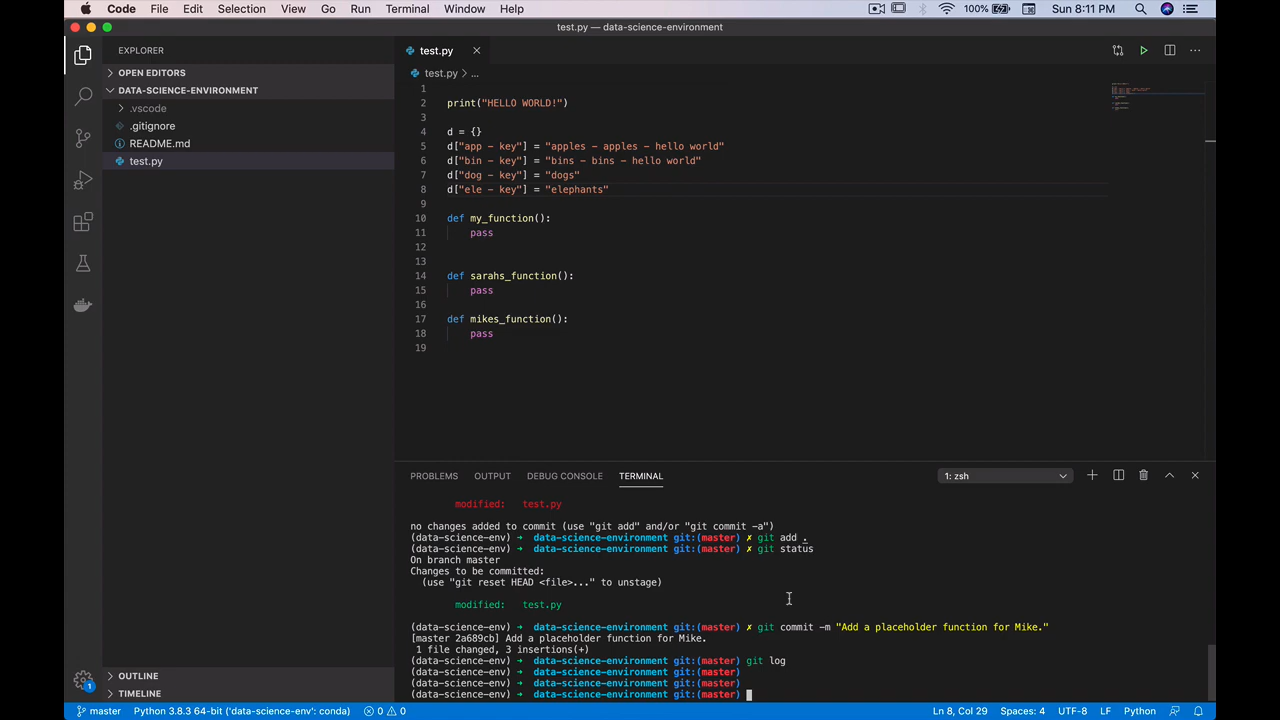 Code File Edit Selection View Go Run Terminal Window Help 100% Sun 8:11 PM
test.py — data-science-environment
EXPLORER
OPEN EDITORS
DATA-SCIENCE-ENVIRONMENT
.vscode
.gitignore
README.md
test.py
OUTLINE
TIMELINE
1
test.py
test.py > ...
1
2 print("HELLO WORLD!")
3
4 d = {}
5 d["app - key"] = "apples - apples - hello world"
6 d["bin - key"] = "bins - bins - hello world"
7 d["dog - key"] = "dogs"
8 d["ele - key"] = "elephants"
9
10 def my_function():
11 pass
12
13
14 def sarahs_function():
15 pass
16
17 def mikes_function():
18 pass
19
PROBLEMS OUTPUT DEBUG CONSOLE TERMINAL 1: zsh
modified: test.py
no changes added to commit (use "git add" and/or "git commit -a")
(data-science-env) → data-science-environment git:(master) ✗ git add .
(data-science-env) → data-science-environment git:(master) ✗ git status
On branch master
Changes to be committed:
(use "git reset HEAD <file>..." to unstage)
modified: test.py
(data-science-env) → data-science-environment git:(master) ✗ git commit -m "Add a placeholder function for Mike."
[master 2a689cb] Add a placeholder function for Mike.
1 file changed, 3 insertions(+)
(data-science-env) → data-science-environment git:(master) git log
(data-science-env) → data-science-environment git:(master)
(data-science-env) → data-science-environment git:(master)
(data-science-env) → data-science-environment git:(master)
master Python 3.8.3 64-bit ('data-science-env': conda) 0 0 Ln 8, Col 29 Spaces: 4 UTF-8 LF Python